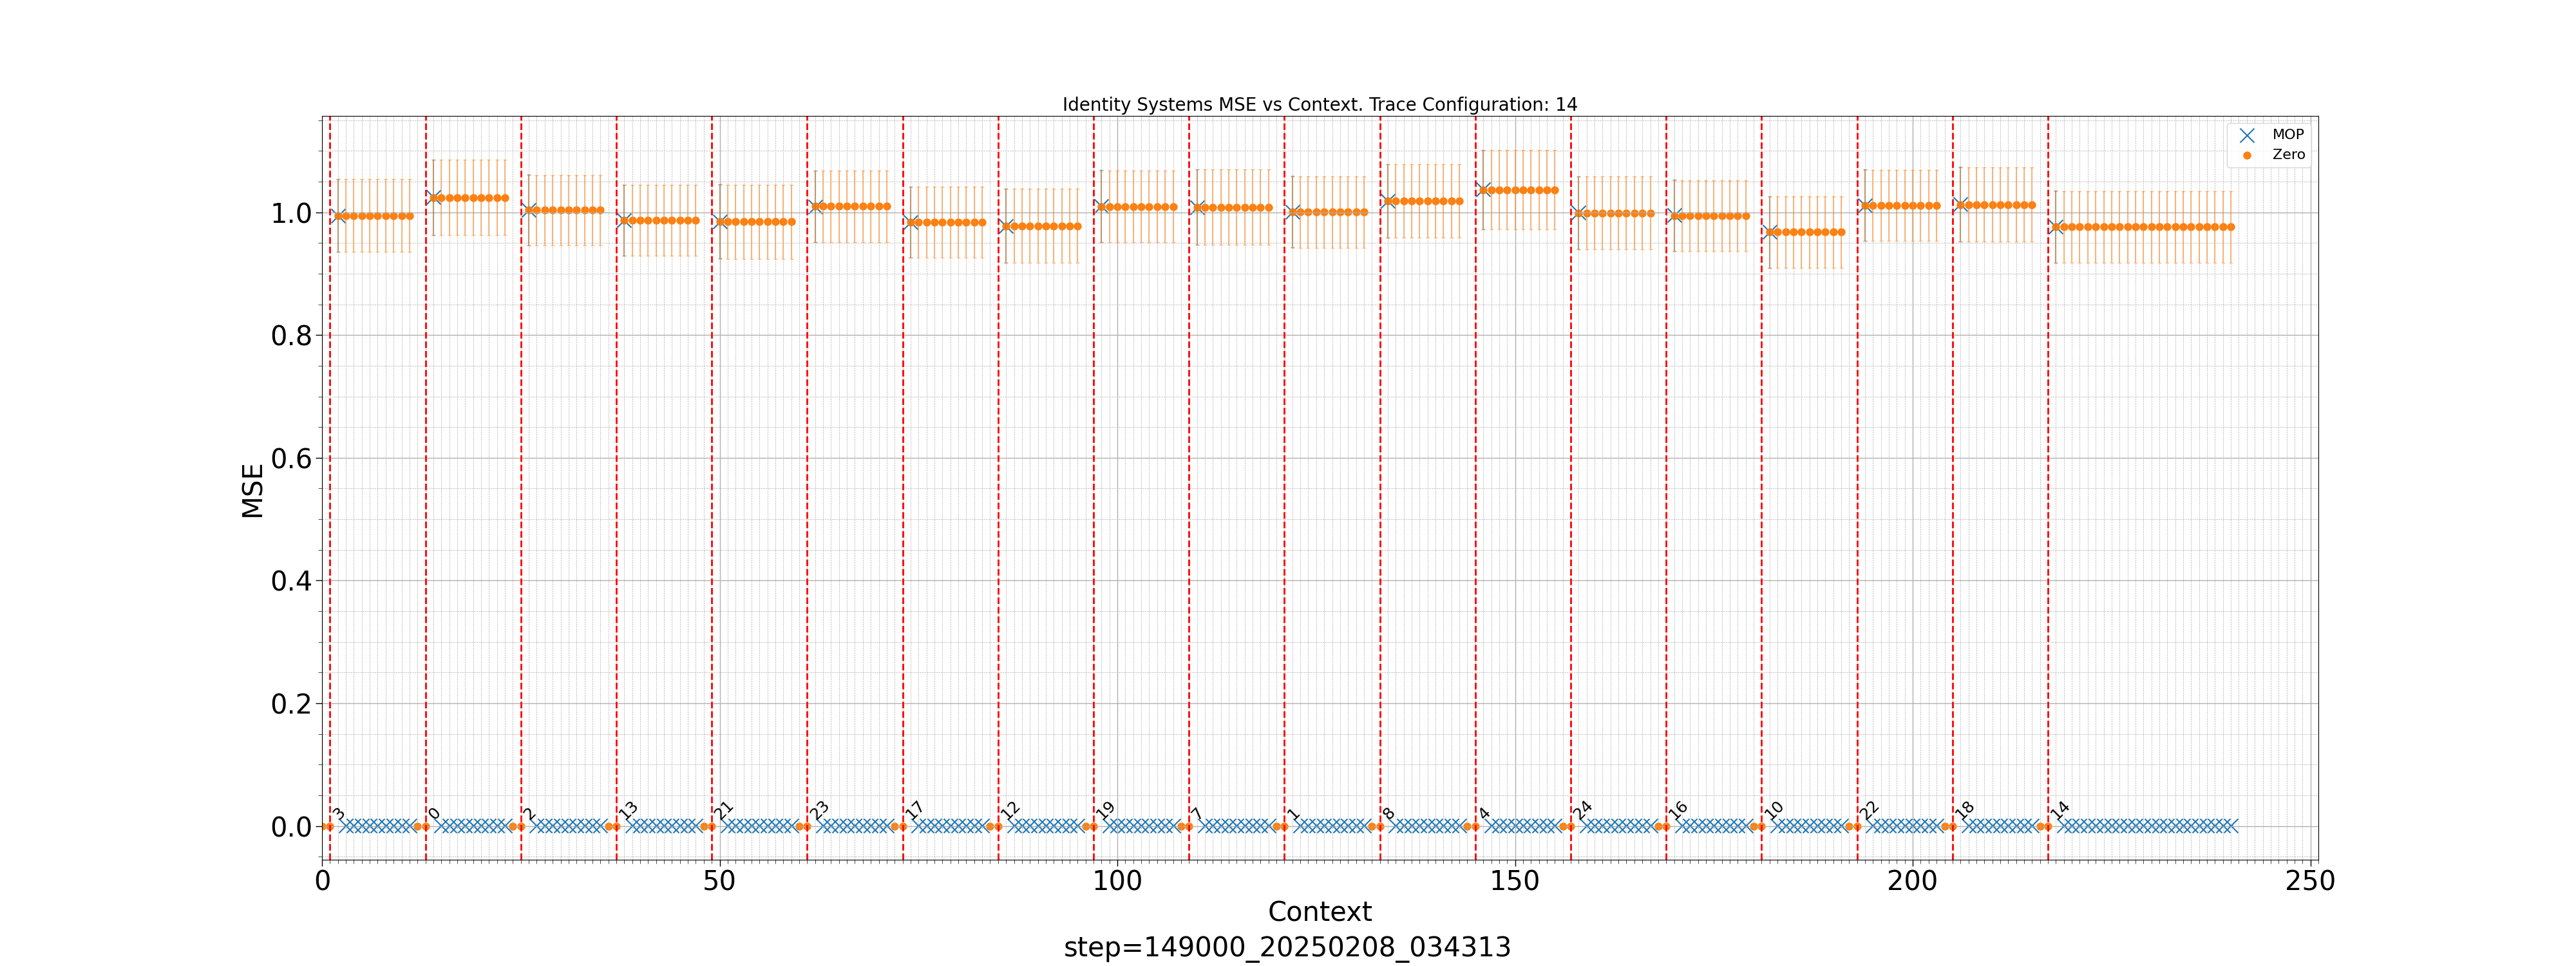 Identity Systems MSE vs Context. Trace Configuration: 14
MOP
Zero
MSE
1.0
0.8
0.6
0.4
0.2
0.0
3 0 2 13 21 23 17 12 19 7 1 8 4 24 16 10 22 18 14
0 50 100 150 200 250
Context
step=149000_20250208_034313